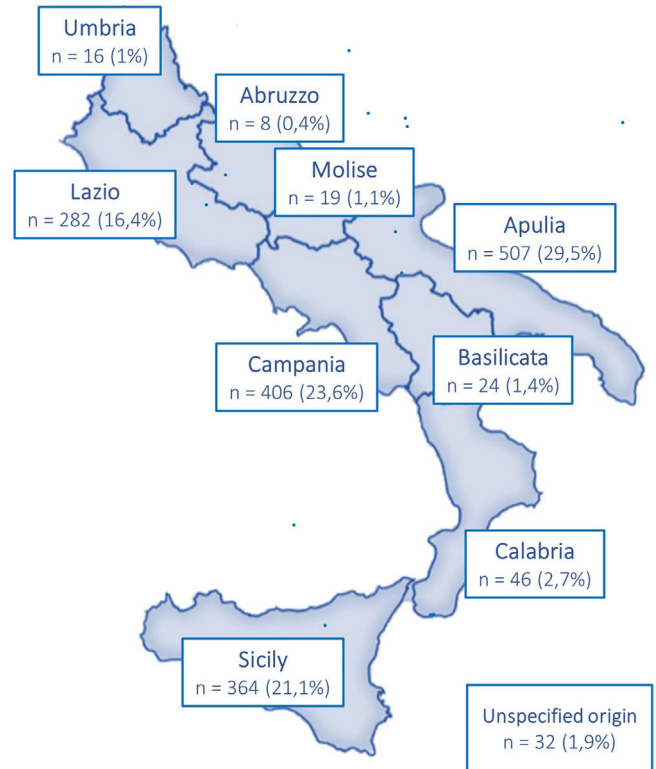 Umbria
n = 16 (1%)
Abruzzo
n = 8 (0,4%)
Molise
n = 19 (1,1%)
Lazio
n = 282 (16,4%)
Apulia
n = 507 (29,5%)
Campania
n = 406 (23,6%)
Basilicata
n = 24 (1,4%)
Calabria
n = 46 (2,7%)
Sicily
n = 364 (21,1%)
Unspecified origin
n = 32 (1,9%)